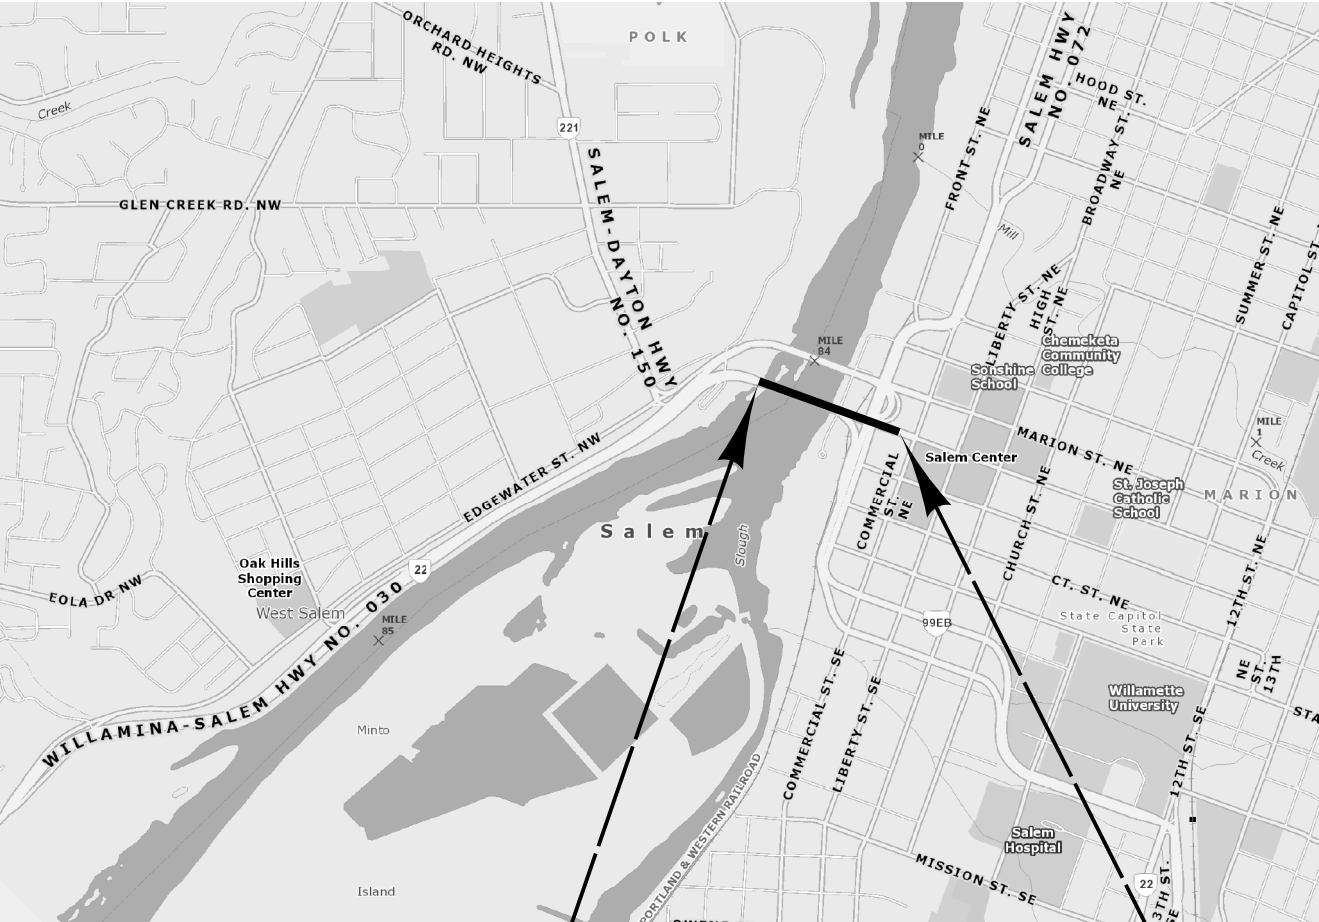 ORCHARD HEIGHTS
RD. NW
POLK
SALEM HWY
NO. 072
HOOD ST.
NE
Creek
221
MILE
0
FRONT ST. NE
BROADWAY ST.
NE
GLEN CREEK RD. NW
SALEM-DAYTON HWY
NO. 150
Mill
SUMMER ST. NE
CAPITOL ST.
LIBERTY ST. NE
HIGH
ST. NE
MILE
84
Chemeketa
Community
College
Sonshine
School
MILE
1
Creek
MARION ST. NE
EDGEWATER ST. NW
Salem Center
COMMERCIAL
ST.
NE
St. Joseph
Catholic
School
MARION
CHURCH ST. NE
Salem
Slough
Oak Hills
Shopping
Center
22
EOLA DR NW
West Salem
MILE
85
WILLAMINA-SALEM HWY NO. 030
12TH ST. NE
CT. ST. NE
99EB
State Capitol
State
Park
NE
ST.
13TH
COMMERCIAL ST. SE
LIBERTY ST. SE
Willamette
University
12TH ST. SE
STA
Minto
PORTLAND & WESTERN RAILROAD
Salem
Hospital
MISSION ST. SE
Island
22